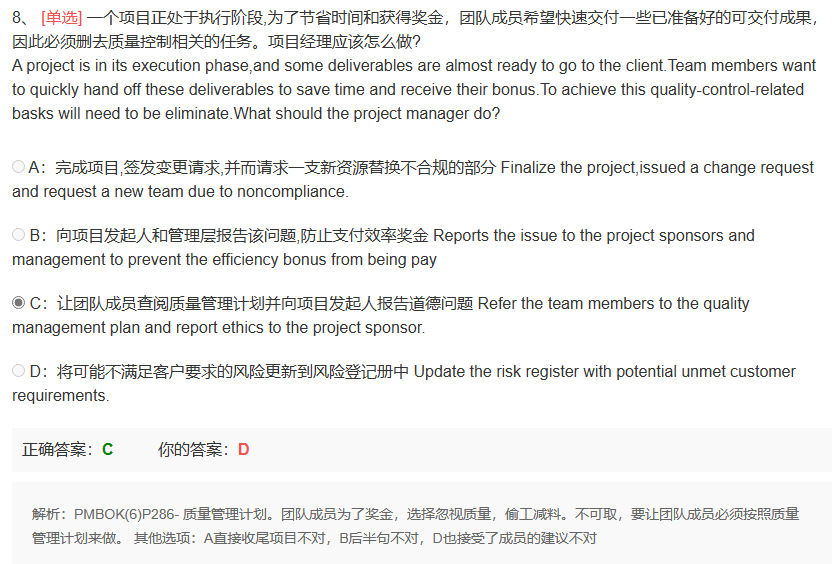 8、 [单选] 一个项目正处于执行阶段,为了节省时间和获得奖金，团队成员希望快速交付一些已准备好的可交付成果，
因此必须删去质量控制相关的任务。项目经理应该怎么做?
A project is in its execution phase,and some deliverables are almost ready to go to the client.Team members want
to quickly hand off these deliverables to save time and receive their bonus.To achieve this quality-control-related
basks will need to be eliminate.What should the project manager do?
A：完成项目,签发变更请求,并而请求一支新资源替换不合规的部分 Finalize the project,issued a change request
and request a new team due to noncompliance.
B：向项目发起人和管理层报告该问题,防止支付效率奖金 Reports the issue to the project sponsors and
management to prevent the efficiency bonus from being pay
C：让团队成员查阅质量管理计划并向项目发起人报告道德问题 Refer the team members to the quality
management plan and report ethics to the project sponsor.
D：将可能不满足客户要求的风险更新到风险登记册中 Update the risk register with potential unmet customer
requirements.
正确答案：C 你的答案：D
解析：PMBOK(6)P286- 质量管理计划。团队成员为了奖金，选择忽视质量，偷工减料。不可取，要让团队成员必须按照质量
管理计划来做。 其他选项：A直接收尾项目不对，B后半句不对，D也接受了成员的建议不对